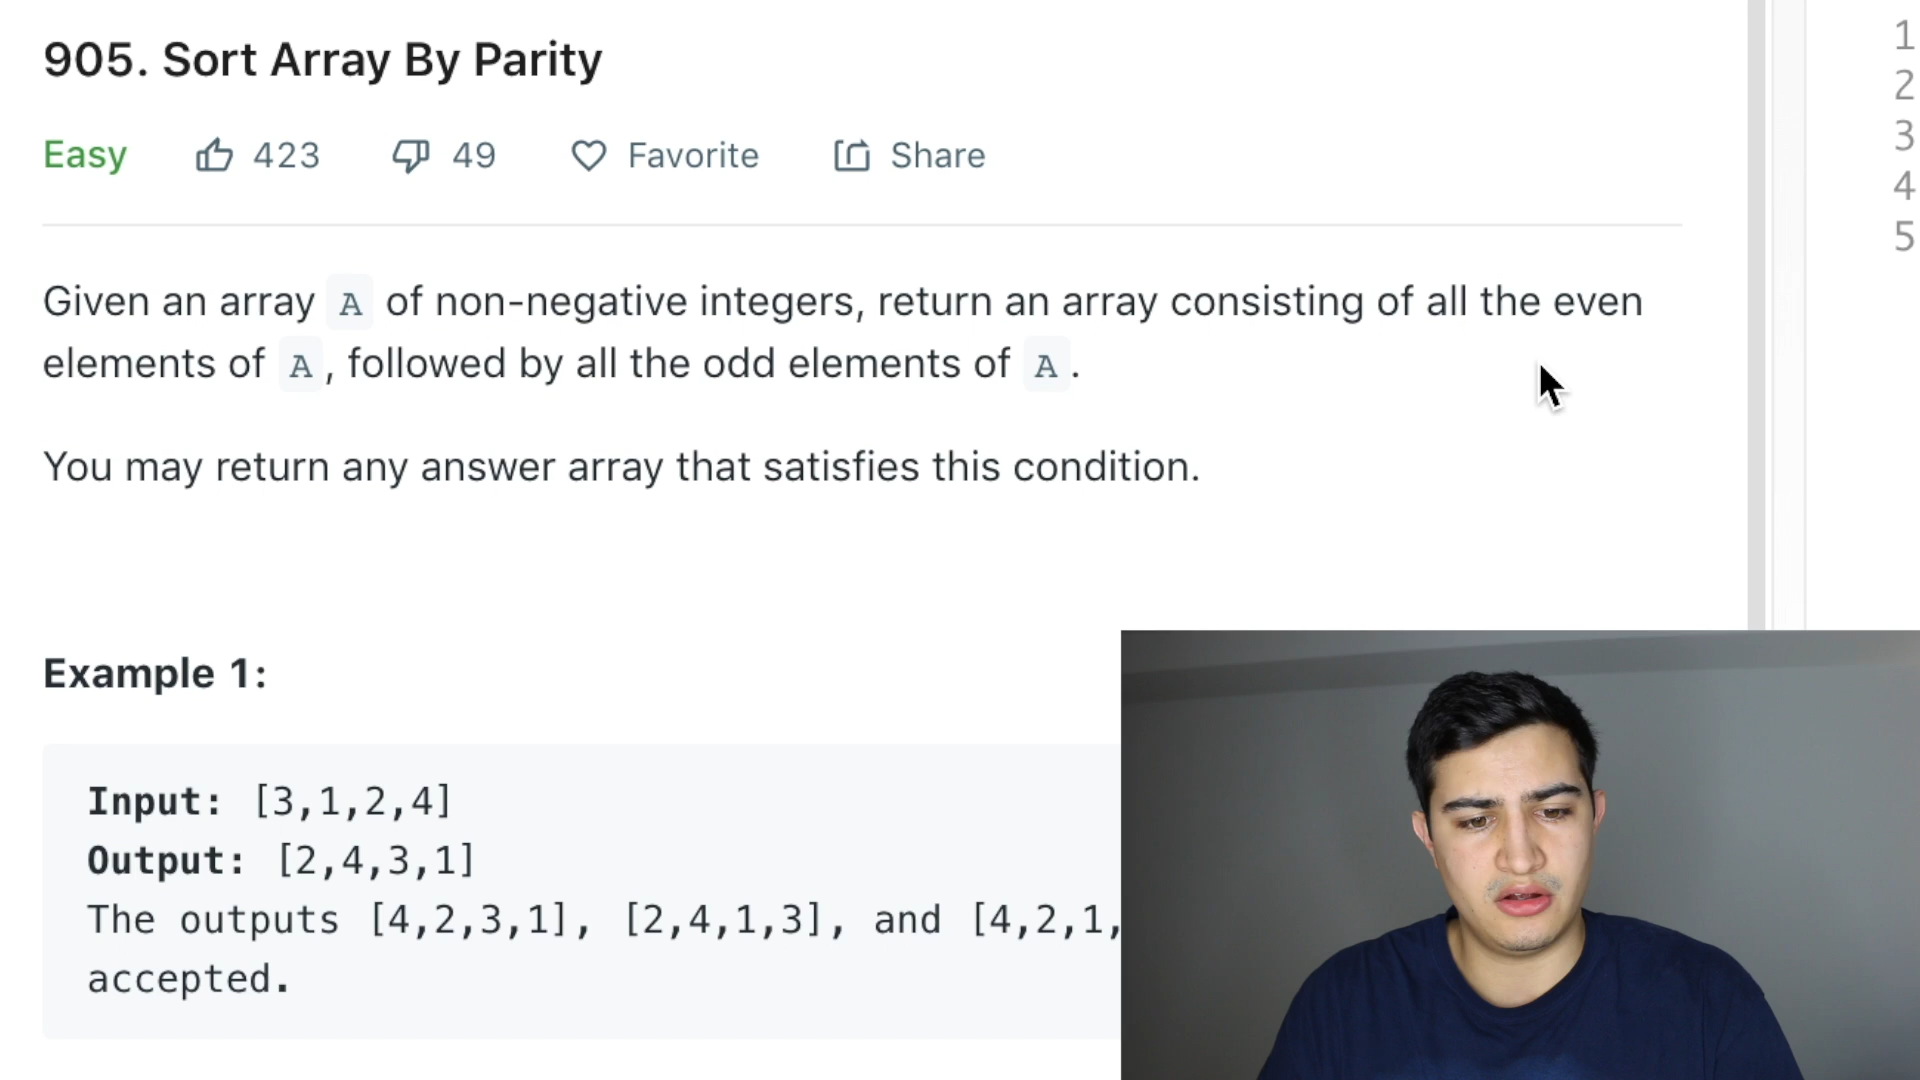 905. Sort Array By Parity
Easy 423 49 Favorite Share
Given an array A of non-negative integers, return an array consisting of all the even
elements of A, followed by all the odd elements of A.
You may return any answer array that satisfies this condition.
Example 1:
Input: [3,1,2,4]
Output: [2,4,3,1]
The outputs [4,2,3,1], [2,4,1,3], and [4,2,1,
accepted.
1
2
3
4
5